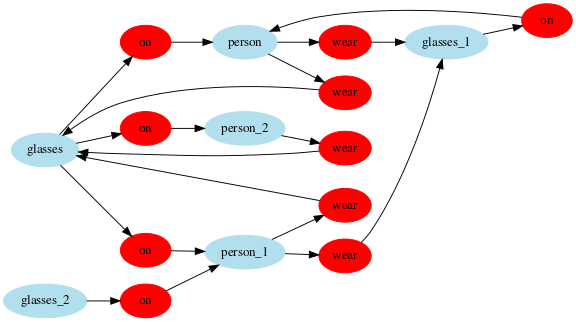 on
on
person
wear
glasses_1
wear
on
person_2
wear
glasses
wear
on
person_1
wear
glasses_2
on